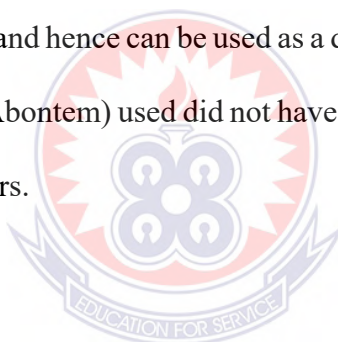 and hence can be used as a
Abontem) used did not have
rs.
EDUCATION FOR SERVICE